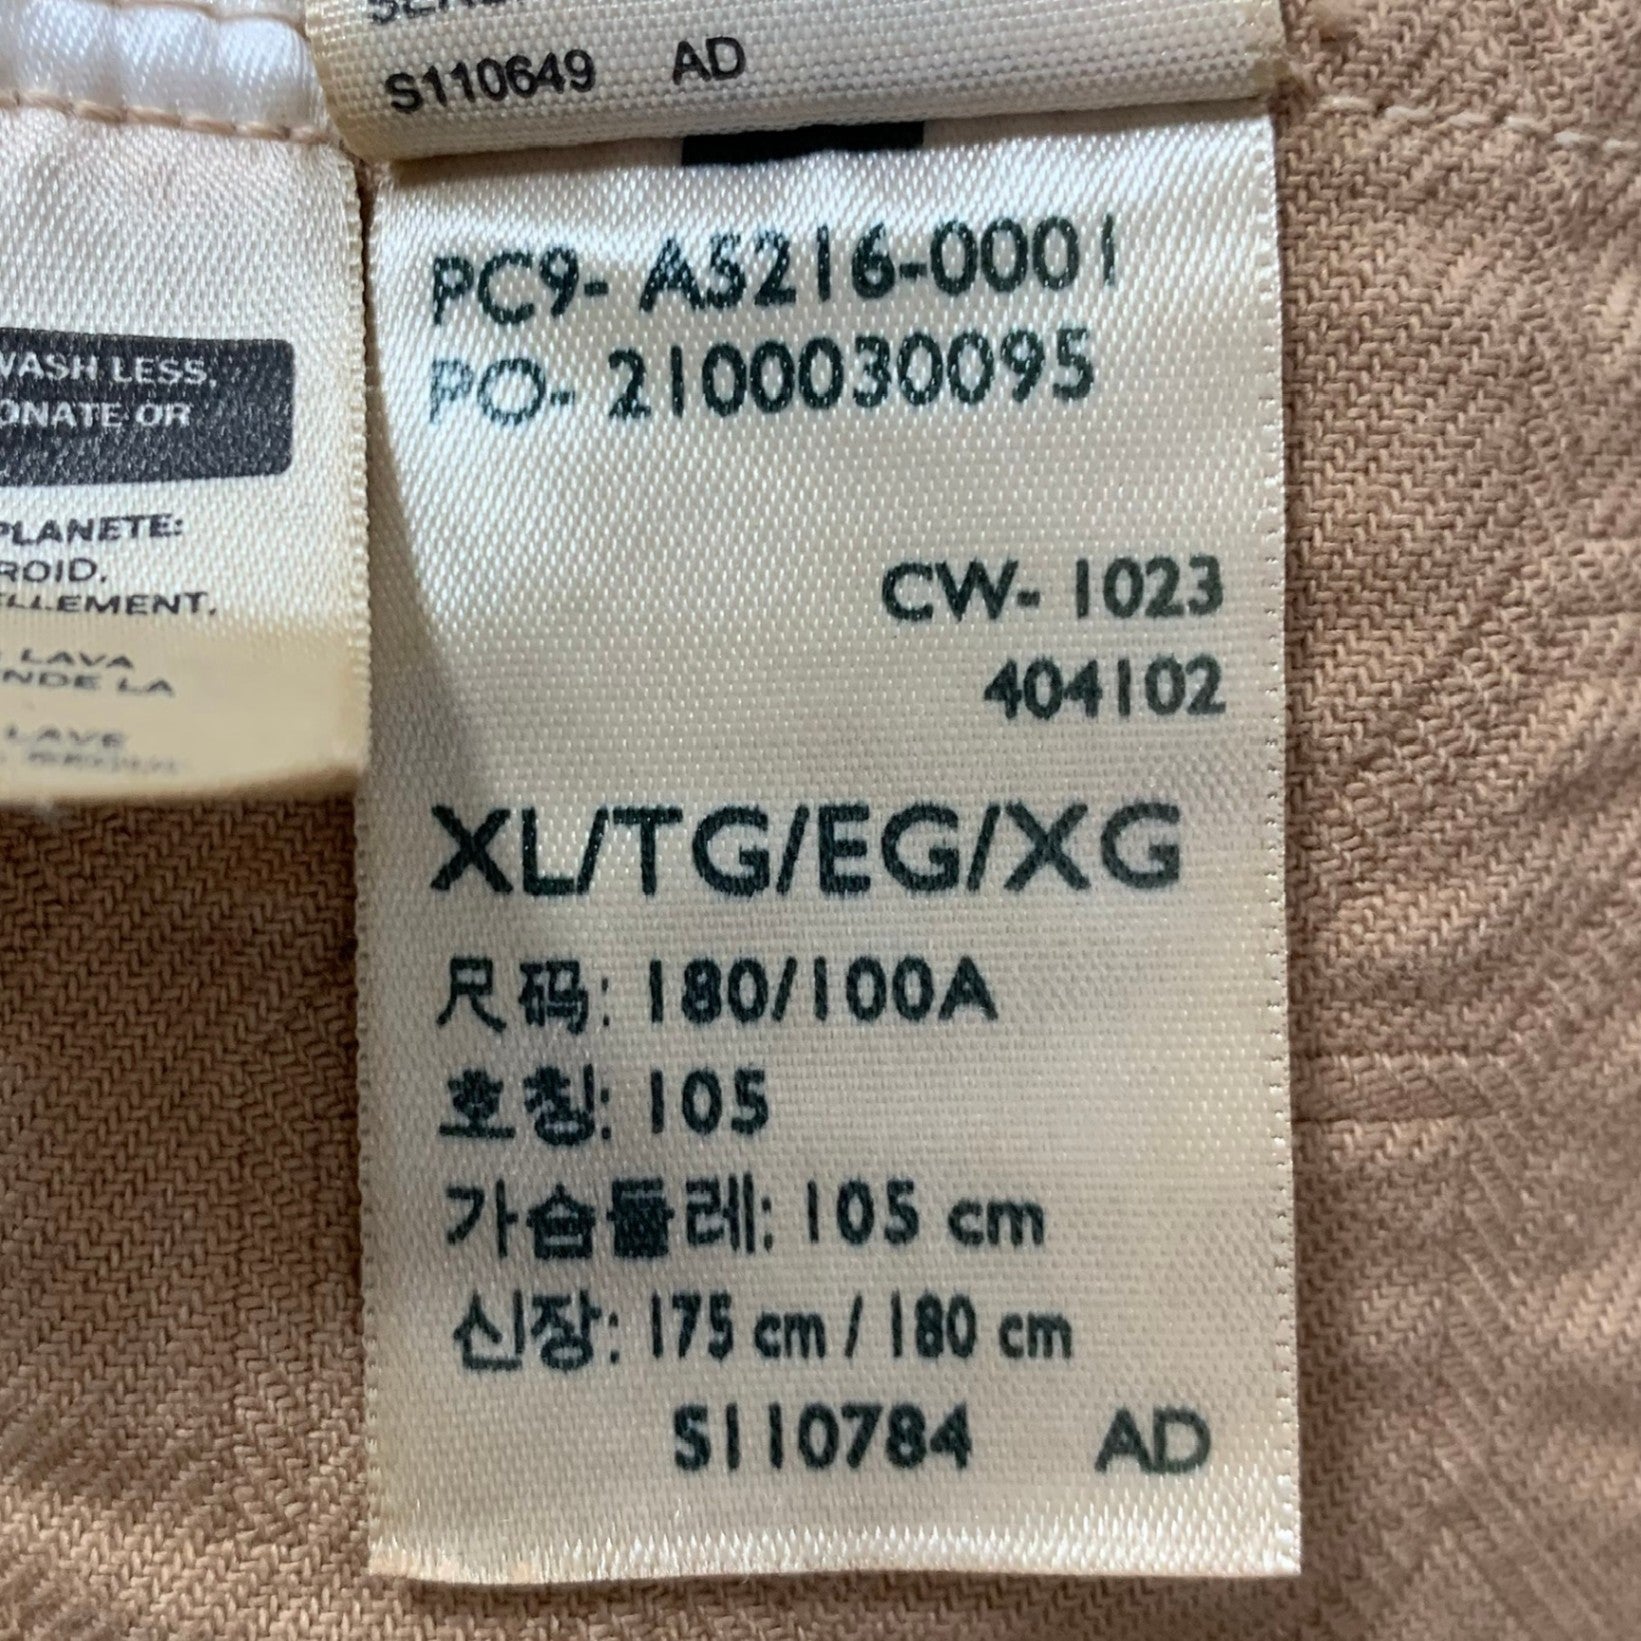 S110649 AD
WASH LESS,
ONATE OR
PLANETE:
ROID.
ELLEMENT.
LAVA
NDE LA
LAVE
PC9- A5216-0001
PO- 2100030095
CW- 1023
404102
XL/TG/EG/XG
尺码: 180/100A
호칭: 105
가슴둘레: 105 cm
신장: 175 cm / 180 cm
S110784 AD